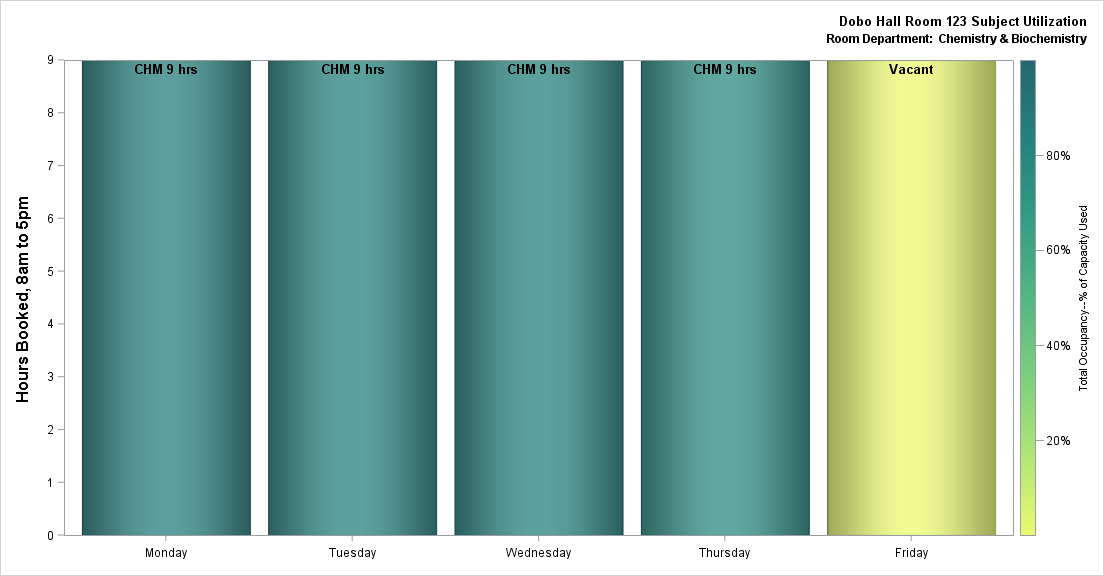 Dobo Hall Room 123 Subject Utilization
Room Department: Chemistry & Biochemistry
Hours Booked, 8am to 5pm
9
8
7
6
5
4
3
2
1
0
CHM 9 hrs
CHM 9 hrs
CHM 9 hrs
CHM 9 hrs
Vacant
Monday
Tuesday
Wednesday
Thursday
Friday
80%
60%
40%
20%
Total Occupancy--% of Capacity Used